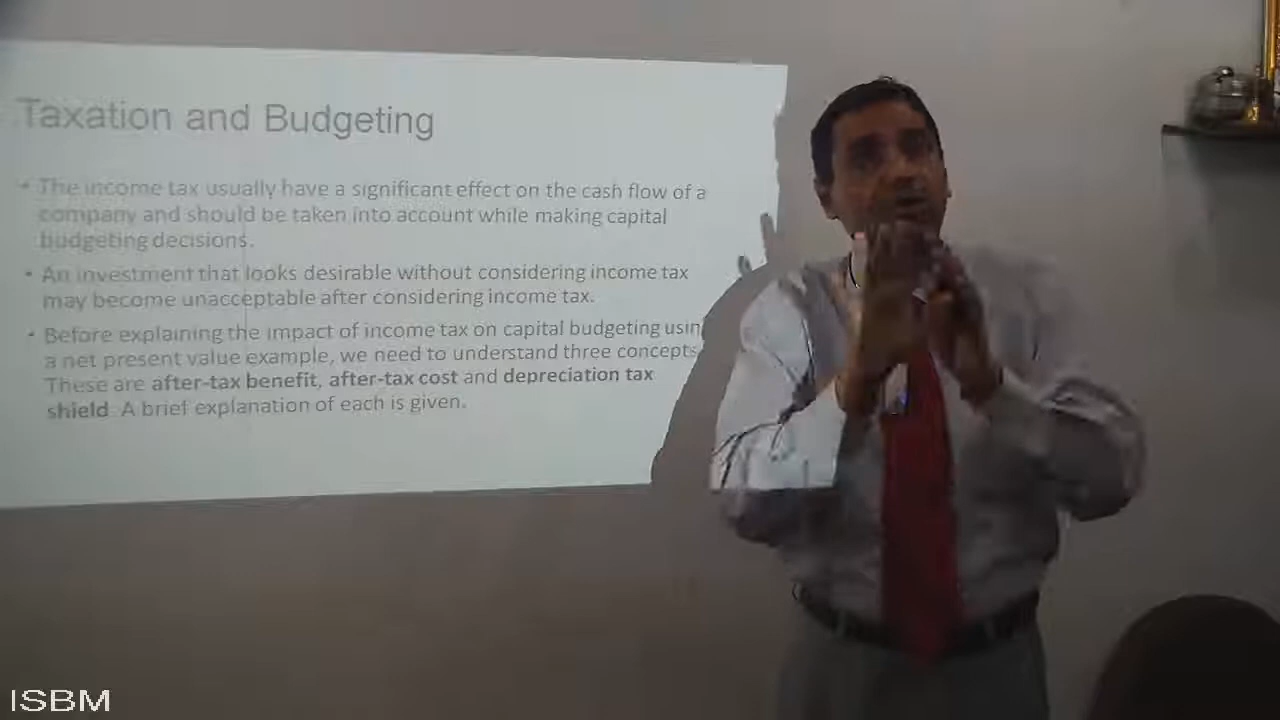 Taxation and Budgeting
• The income tax usually have a significant effect on the cash flow of a
company and should be taken into account while making capital
budgeting decisions.
• An investment that looks desirable without considering income tax
may become unacceptable after considering income tax.
• Before explaining the impact of income tax on capital budgeting usin
a net present value example, we need to understand three concepts
These are after-tax benefit, after-tax cost and depreciation tax
shield. A brief explanation of each is given.
ISBM